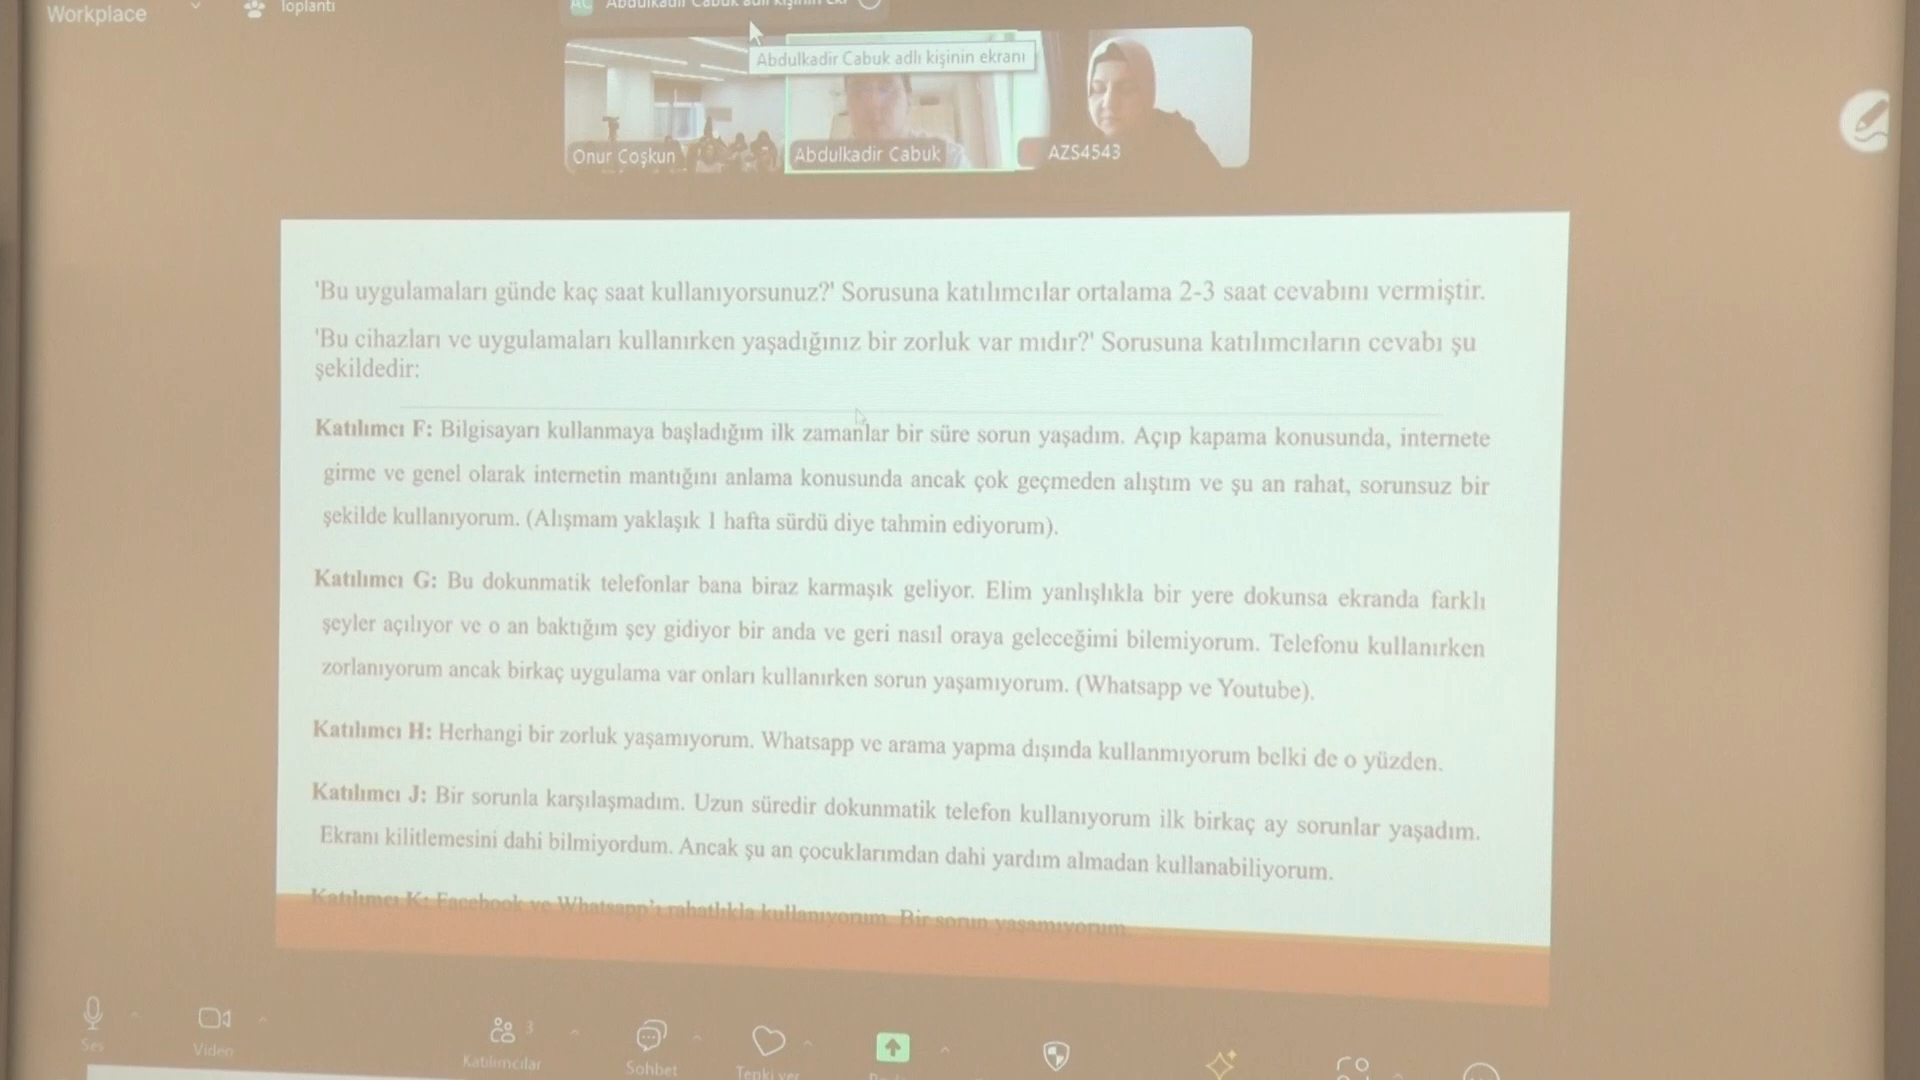 Workplace
Toplantı
AC Abdulkadir Cabuk adlı kişinin
Abdulkadir Cabuk adlı kişinin ekranı
Onur Coşkun
Abdulkadir Cabuk
AZS4543
'Bu uygulamaları günde kaç saat kullanıyorsunuz?' Sorusuna katılımcılar ortalama 2-3 saat cevabını vermiştir.
'Bu cihazları ve uygulamaları kullanırken yaşadığınız bir zorluk var mıdır?' Sorusuna katılımcıların cevabı şu
şekildedir:
Katılımcı F: Bilgisayarı kullanmaya başladığım ilk zamanlar bir süre sorun yaşadım. Açıp kapama konusunda, internete
girme ve genel olarak internetin mantığını anlama konusunda ancak çok geçmeden alıştım ve şu an rahat, sorunsuz bir
şekilde kullanıyorum. (Alışmam yaklaşık 1 hafta sürdü diye tahmin ediyorum).
Katılımcı G: Bu dokunmatik telefonlar bana biraz karmaşık geliyor. Elim yanlışlıkla bir yere dokunsa ekranda farklı
şeyler açılıyor ve o an baktığım şey gidiyor bir anda ve geri nasıl oraya geleceğimi bilemiyorum. Telefonu kullanırken
zorlanıyorum ancak birkaç uygulama var onları kullanırken sorun yaşamıyorum. (Whatsapp ve Youtube).
Katılımcı H: Herhangi bir zorluk yaşamıyorum. Whatsapp ve arama yapma dışında kullanmıyorum belki de o yüzden.
Katılımcı J: Bir sorunla karşılaşmadım. Uzun süredir dokunmatik telefon kullanıyorum ilk birkaç ay sorunlar yaşadım.
Ekranı kilitlemesini dahi bilmiyordum. Ancak şu an çocuklarımdan dahi yardım almadan kullanabiliyorum.
Katılımcı K: Facebook ve Whatsapp'ı rahatlıkla kullanıyorum. Bir sorun yaşamıyorum.
3
Ses
Video
Katılımcılar
Sohbet
Tepki ver